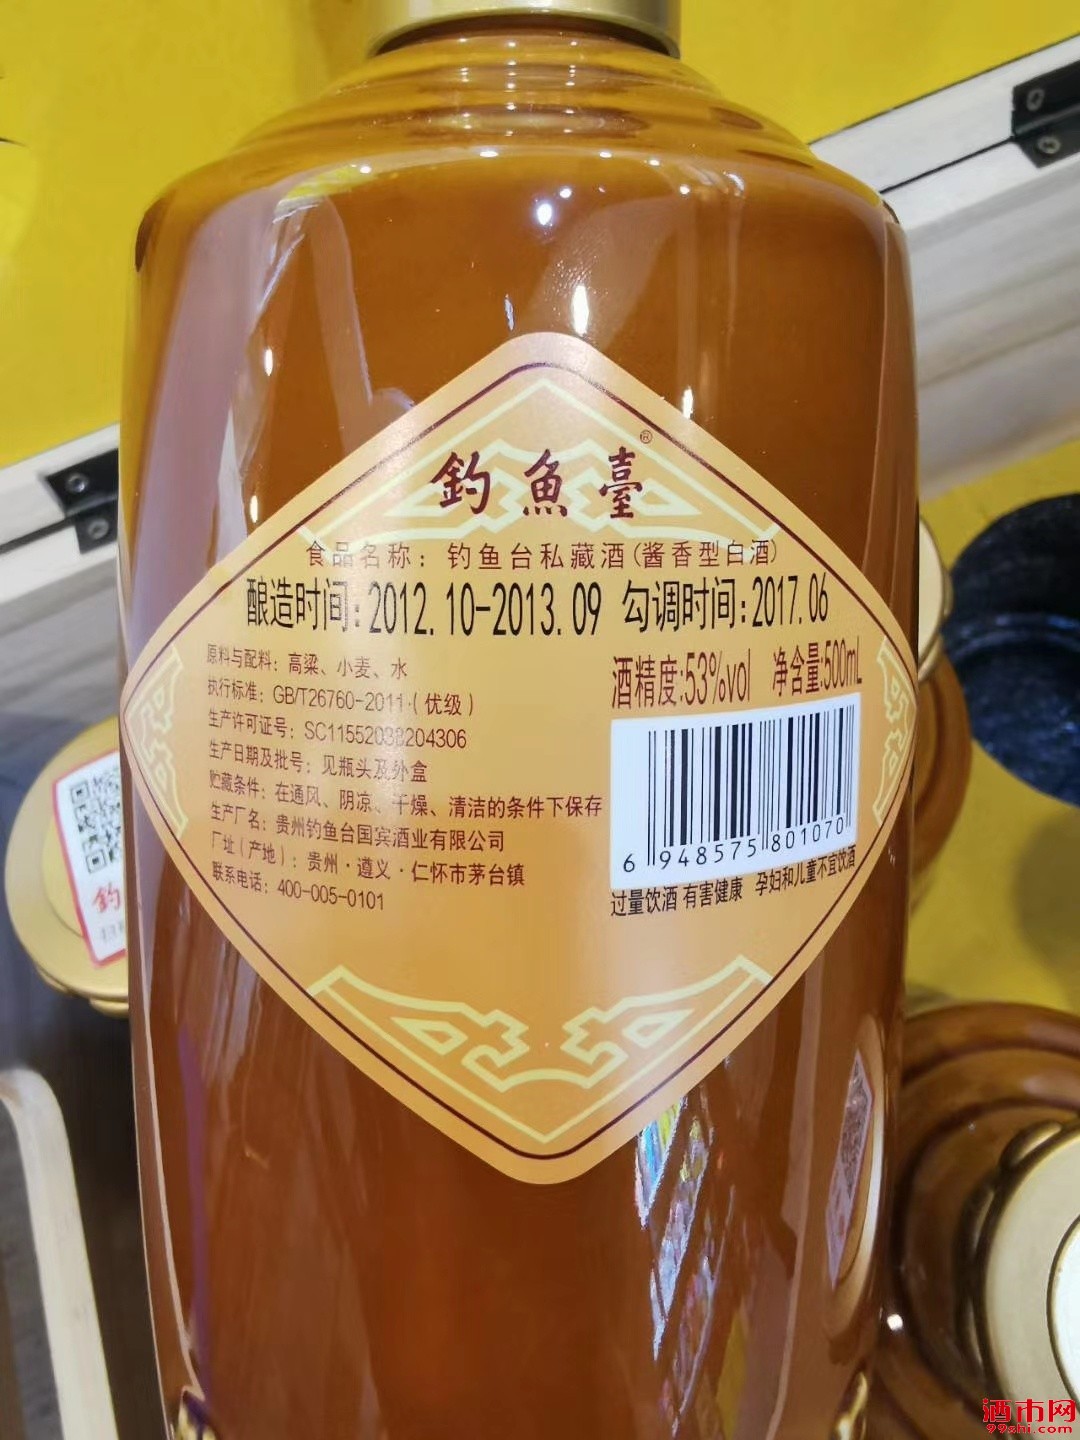 釣魚臺®
食品名称：钓鱼台私藏酒(酱香型白酒)
酿造时间:2012.10-2013.09 勾调时间:2017.06
原料与配料：高粱、小麦、水
执行标准：GB/T26760-2011·(优级)
生产许可证号：SC11552038204306
生产日期及批号：见瓶头及外盒
贮藏条件：在通风、阴凉、干燥、清洁的条件下保存
生产厂名：贵州钓鱼台国宾酒业有限公司
厂址(产地)：贵州·遵义·仁怀市茅台镇
联系电话：400-005-0101
酒精度:53%vol 净含量:500mL
6 948575 801070
过量饮酒 有害健康 孕妇和儿童不宜饮酒
釣
扫
酒市网
99shi.com